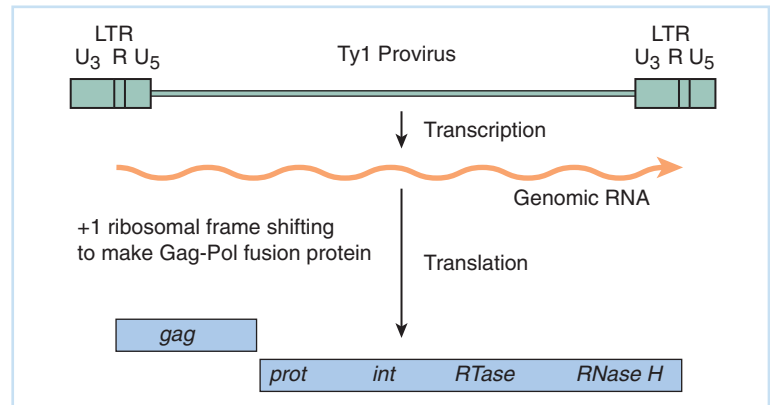 LTR
U3 R U5
Ty1 Provirus
LTR
U3 R U5
Transcription
Genomic RNA
+1 ribosomal frame shifting
to make Gag-Pol fusion protein
Translation
gag
prot int RTase RNase H